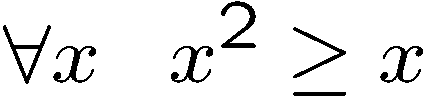 ∀x x² ≥ x